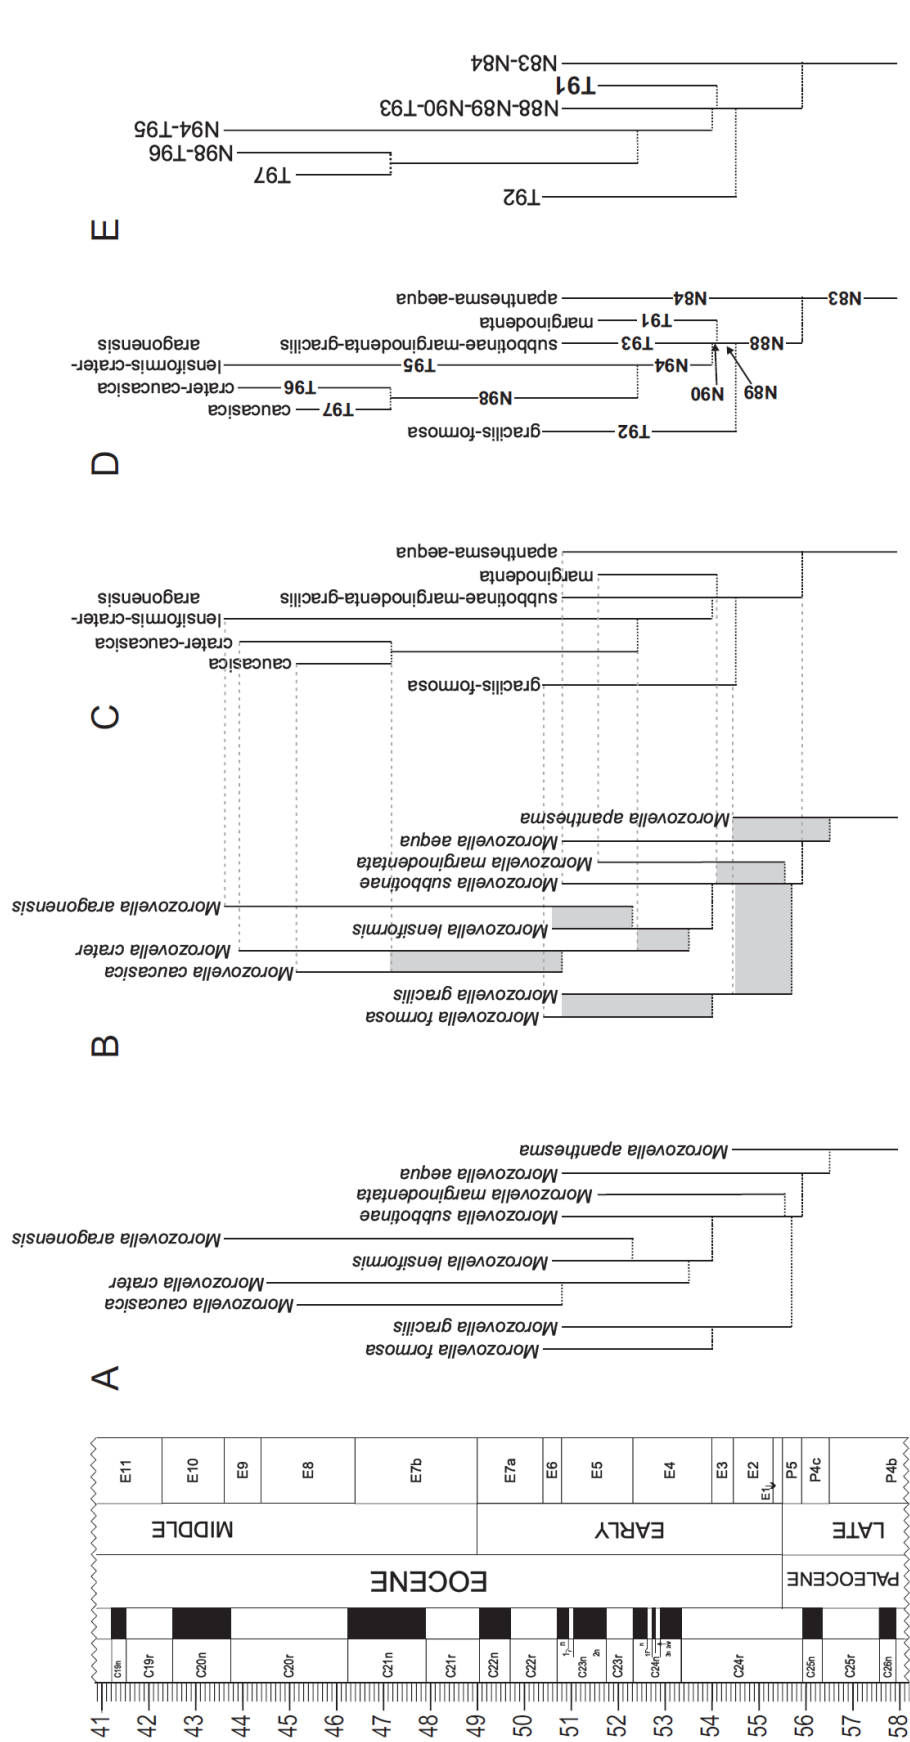 E
N83-N84
T91
N88-N89-N90-T93
N94-T95
N98-T96
T97
T92
D
apanthesma-aequa
N84
N83
marginodenta
T91
subbotinae-marginodenta-gracilis
T93
N88
lensiformis-crater-
aragonensis
T95
N94
crater-caucasica
T96
N98
caucasica
T97
N90
N89
gracilis-formosa
T92
C
apanthesma-aequa
marginodenta
subbotinae-marginodenta-gracilis
lensiformis-crater-
aragonensis
crater-caucasica
caucasica
gracilis-formosa
B
Morozovella apanthesma
Morozovella aequa
Morozovella marginodentata
Morozovella subbotinae
Morozovella aragonensis
Morozovella lensiformis
Morozovella crater
Morozovella caucasica
Morozovella gracilis
Morozovella formosa
A
Morozovella apanthesma
Morozovella aequa
Morozovella marginodentata
Morozovella subbotinae
Morozovella aragonensis
Morozovella lensiformis
Morozovella crater
Morozovella caucasica
Morozovella gracilis
Morozovella formosa
E11
E10
E9
E8
E7b
E7a
E6
E5
E4
E3
E2
E1
P5
P4c
P4b
MIDDLE
EARLY
LATE
EOCENE
PALEOCENE
C19n
C19r
C20n
C20r
C21n
C21r
C22n
C22r
C23n
1
n
2n
C23r
C24n
n
C24r
C25n
C25r
C26n
41
42
43
44
45
46
47
48
49
50
51
52
53
54
55
56
57
58